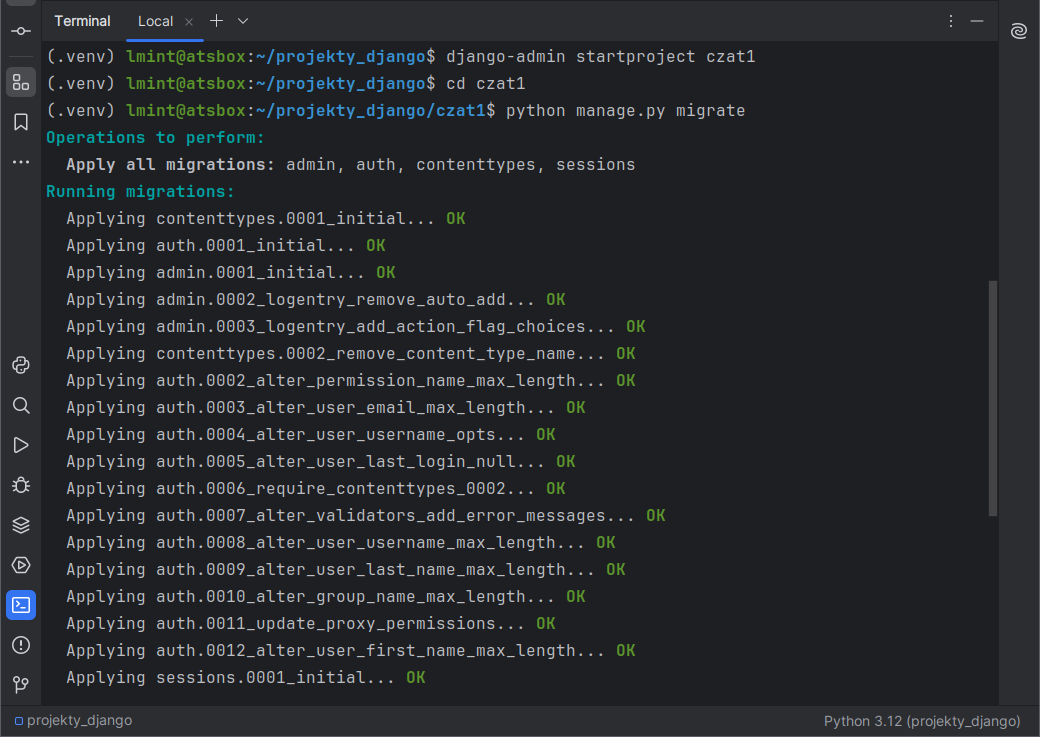 Terminal Local
(.venv) lmint@atsbox:~/projekty_django$ django-admin startproject czat1
(.venv) lmint@atsbox:~/projekty_django$ cd czat1
(.venv) lmint@atsbox:~/projekty_django/czat1$ python manage.py migrate
Operations to perform:
  Apply all migrations: admin, auth, contenttypes, sessions
Running migrations:
  Applying contenttypes.0001_initial... OK
  Applying auth.0001_initial... OK
  Applying admin.0001_initial... OK
  Applying admin.0002_logentry_remove_auto_add... OK
  Applying admin.0003_logentry_add_action_flag_choices... OK
  Applying contenttypes.0002_remove_content_type_name... OK
  Applying auth.0002_alter_permission_name_max_length... OK
  Applying auth.0003_alter_user_email_max_length... OK
  Applying auth.0004_alter_user_username_opts... OK
  Applying auth.0005_alter_user_last_login_null... OK
  Applying auth.0006_require_contenttypes_0002... OK
  Applying auth.0007_alter_validators_add_error_messages... OK
  Applying auth.0008_alter_user_username_max_length... OK
  Applying auth.0009_alter_user_last_name_max_length... OK
  Applying auth.0010_alter_group_name_max_length... OK
  Applying auth.0011_update_proxy_permissions... OK
  Applying auth.0012_alter_user_first_name_max_length... OK
  Applying sessions.0001_initial... OK
projekty_django Python 3.12 (projekty_django)